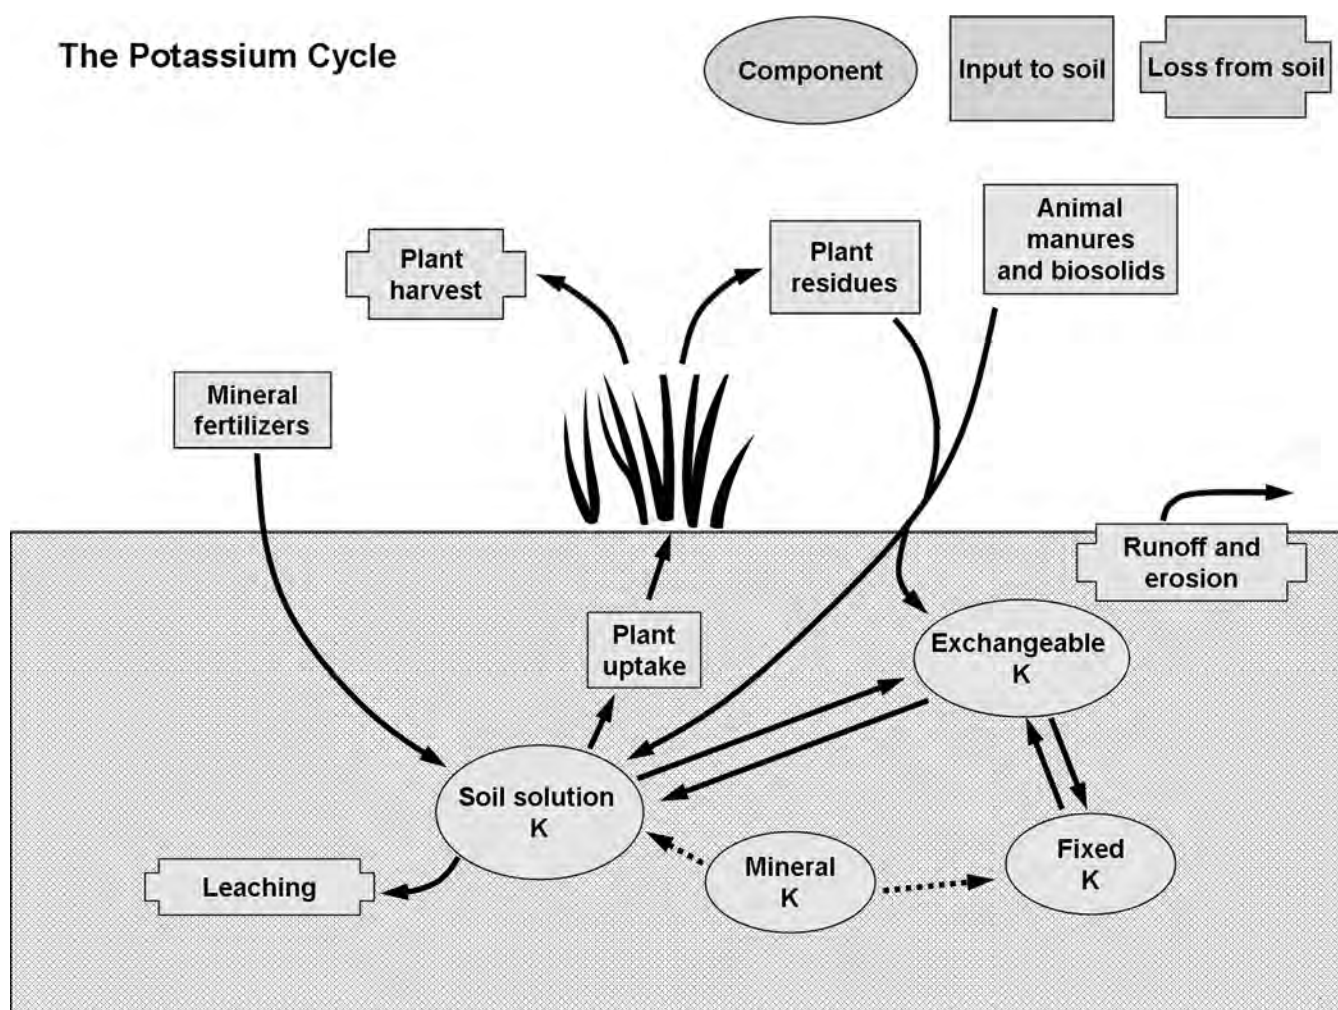 The Potassium Cycle
Component
Input to soil
Loss from soil
Animal
manures
and biosolids
Plant
harvest
Plant
residues
Mineral
fertilizers
Runoff and
erosion
Plant
uptake
Exchangeable
K
Soil solution
K
Mineral
K
Fixed
K
Leaching